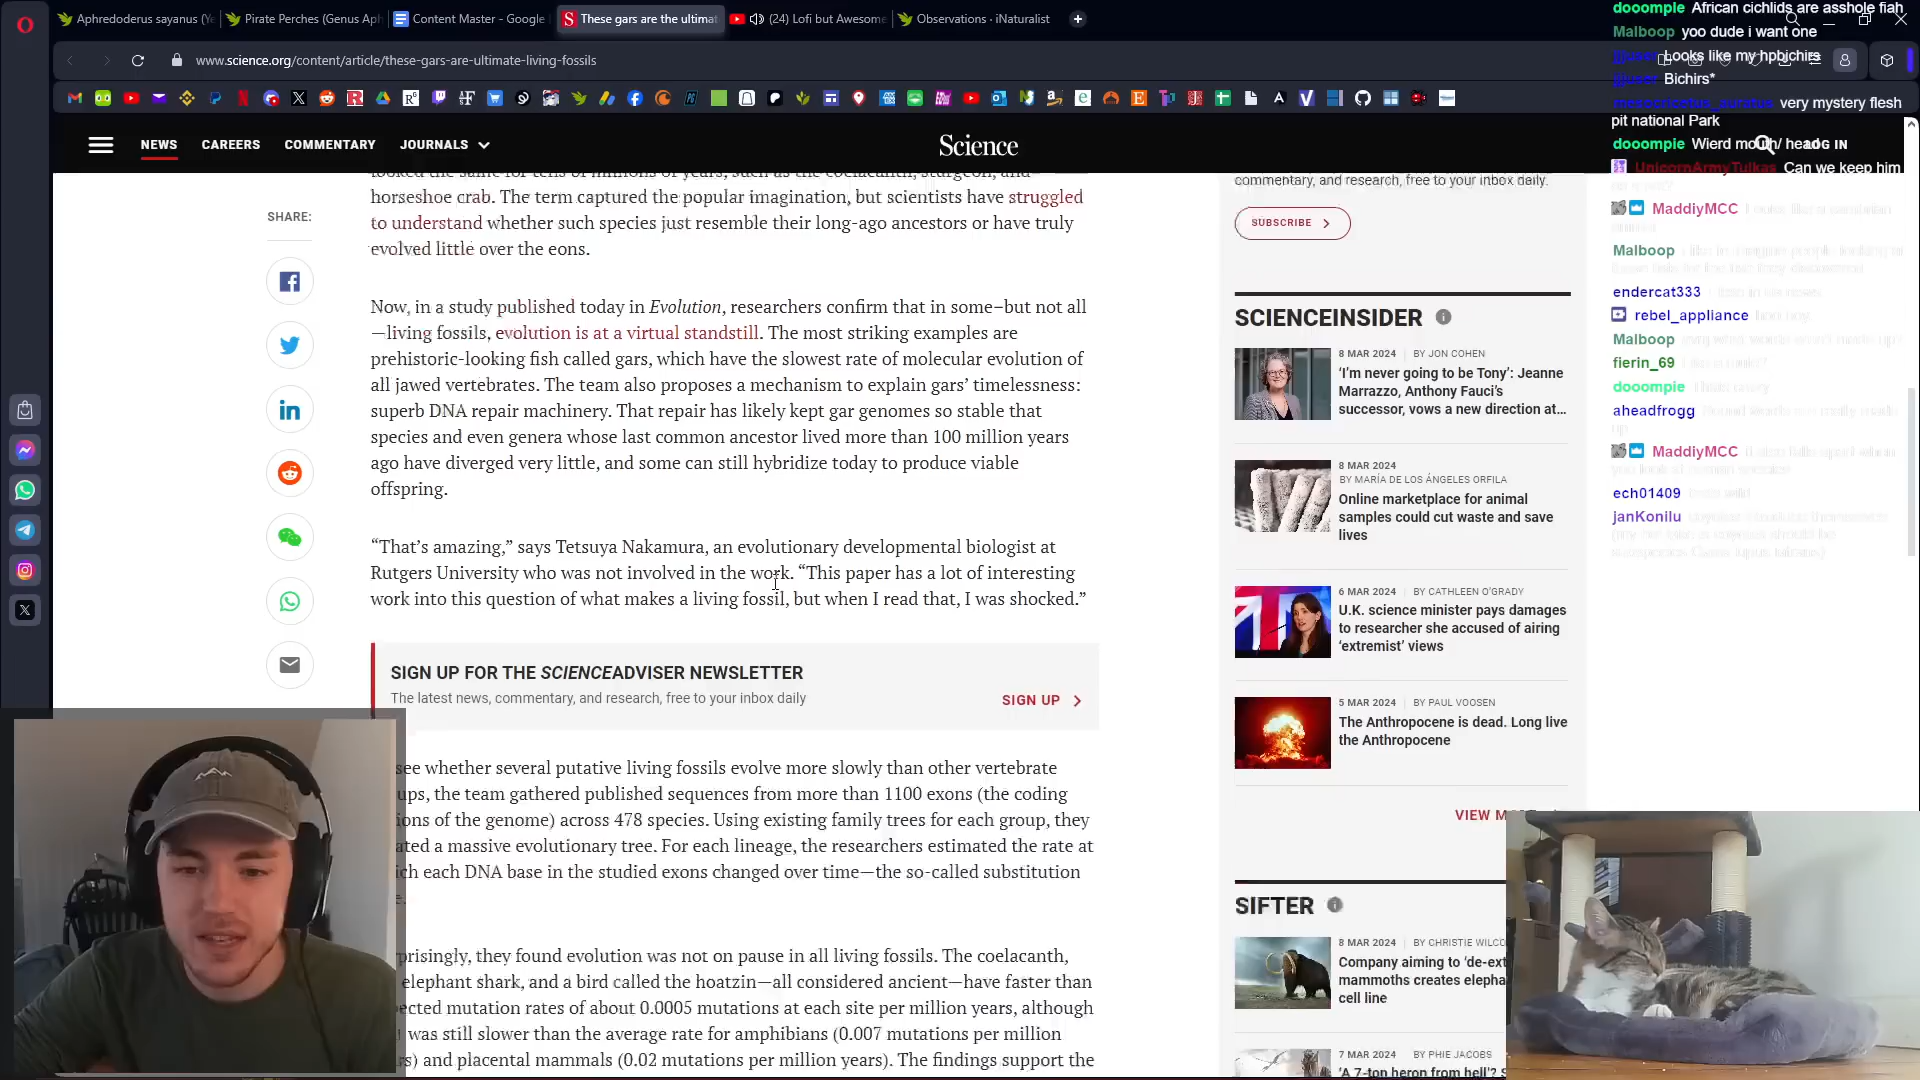 Aphredoderus sayanus
Pirate Perches (Genus Aph
Content Master - Google
These gars are the ultima
(24) Lofi but Awesome
Observations · iNaturalist
www.science.org/content/article/these-gars-are-ultimate-living-fossils
NEWS
CAREERS
COMMENTARY
JOURNALS
Science
LOG IN
SHARE:
looked the same for tens of millions of years, such as the coelacanth, sturgeon, and
horseshoe crab. The term captured the popular imagination, but scientists have struggled
to understand whether such species just resemble their long-ago ancestors or have truly
evolved little over the eons.
Now, in a study published today in Evolution, researchers confirm that in some–but not all
—living fossils, evolution is at a virtual standstill. The most striking examples are
prehistoric-looking fish called gars, which have the slowest rate of molecular evolution of
all jawed vertebrates. The team also proposes a mechanism to explain gars’ timelessness:
superb DNA repair machinery. That repair has likely kept gar genomes so stable that
species and even genera whose last common ancestor lived more than 100 million years
ago have diverged very little, and some can still hybridize today to produce viable
offspring.
“That’s amazing,” says Tetsuya Nakamura, an evolutionary developmental biologist at
Rutgers University who was not involved in the work. “This paper has a lot of interesting
work into this question of what makes a living fossil, but when I read that, I was shocked.”
SIGN UP FOR THE SCIENCEADVISER NEWSLETTER
The latest news, commentary, and research, free to your inbox daily
SIGN UP
see whether several putative living fossils evolve more slowly than other vertebrate
ups, the team gathered published sequences from more than 1100 exons (the coding
ions of the genome) across 478 species. Using existing family trees for each group, they
ated a massive evolutionary tree. For each lineage, the researchers estimated the rate at
ich each DNA base in the studied exons changed over time—the so-called substitution
e.
prisingly, they found evolution was not on pause in all living fossils. The coelacanth,
elephant shark, and a bird called the hoatzin—all considered ancient—have faster than
ected mutation rates of about 0.0005 mutations at each site per million years, although
was still slower than the average rate for amphibians (0.007 mutations per million
rs) and placental mammals (0.02 mutations per million years). The findings support the
commentary, and research, free to your inbox daily.
SUBSCRIBE
SCIENCEINSIDER
8 MAR 2024 | BY JON COHEN
‘I’m never going to be Tony’: Jeanne
Marrazzo, Anthony Fauci’s
successor, vows a new direction at…
8 MAR 2024
BY MARÍA DE LOS ÁNGELES ORFILA
Online marketplace for animal
samples could cut waste and save
lives
6 MAR 2024 | BY CATHLEEN O’GRADY
U.K. science minister pays damages
to researcher she accused of airing
‘extremist’ views
5 MAR 2024 | BY PAUL VOOSEN
The Anthropocene is dead. Long live
the Anthropocene
VIEW M
SIFTER
8 MAR 2024 | BY CHRISTIE WILCO
Company aiming to ‘de-ext
mammoths creates elepha
cell line
7 MAR 2024 | BY PHIE JACOBS
‘A 7-ton heron from hell’? S
dooompie African cichlids are asshole fiah
Malboop yoo dude i want one
Looks like my hpbichirs
Bichirs*
mesocricetus_auratus very mystery flesh
pit national Park
dooompie Wierd mouth/ head
UnicornArmyTulkas Can we keep him
MaddiyMCC
Malboop
endercat333
rebel_appliance
Malboop
fierin_69
dooompie
aheadfrogg
MaddiyMCC
ech01409
janKonilu